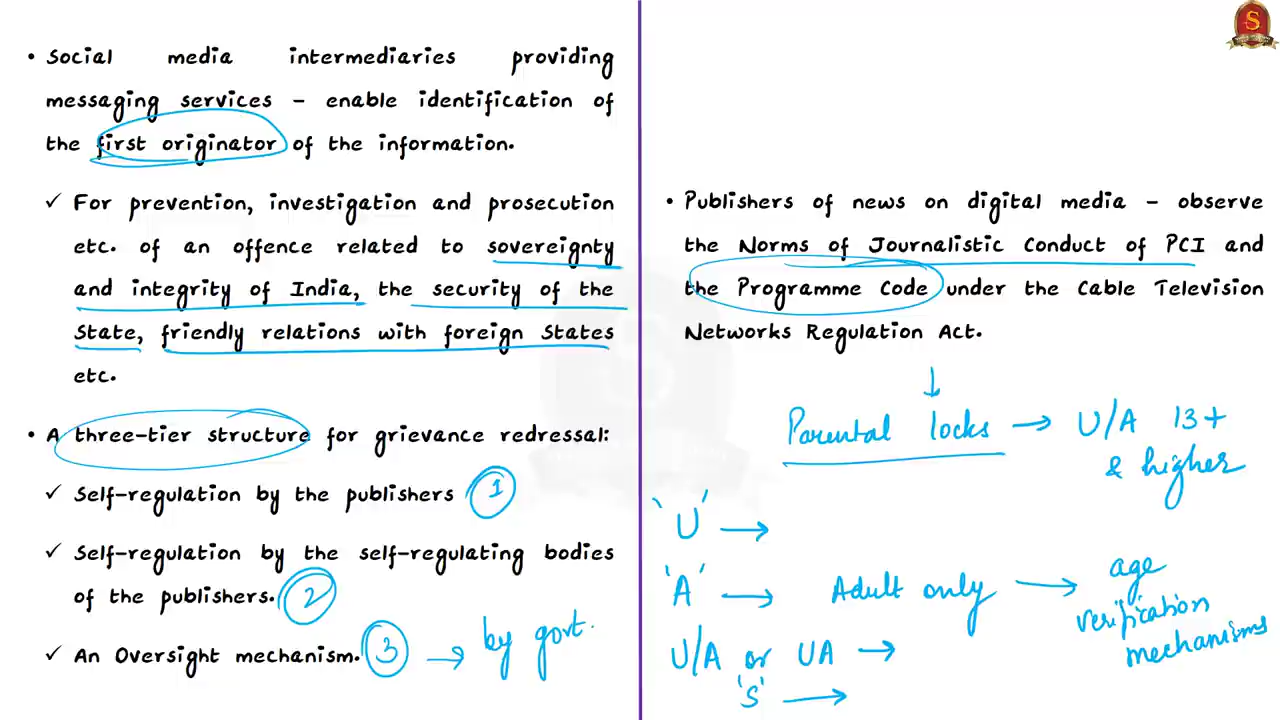 • Social media intermediaries providing
messaging services - enable identification of
the first originator of the information.
✓ For prevention, investigation and prosecution
etc. of an offence related to sovereignty
and integrity of India, the security of the
State, friendly relations with foreign States
etc.
• A three-tier structure for grievance redressal:
✓ Self-regulation by the publishers 1
✓ Self-regulation by the self-regulating bodies
of the publishers. 2
✓ An Oversight mechanism. 3 → by govt.
S
• Publishers of news on digital media - observe
the Norms of Journalistic Conduct of PCI and
the Programme Code under the Cable Television
Networks Regulation Act.
↓
Parental locks → U/A 13+
& higher
'U' →
'A' → Adult only → age
verification
mechanisms
U/A or UA →
'S' →